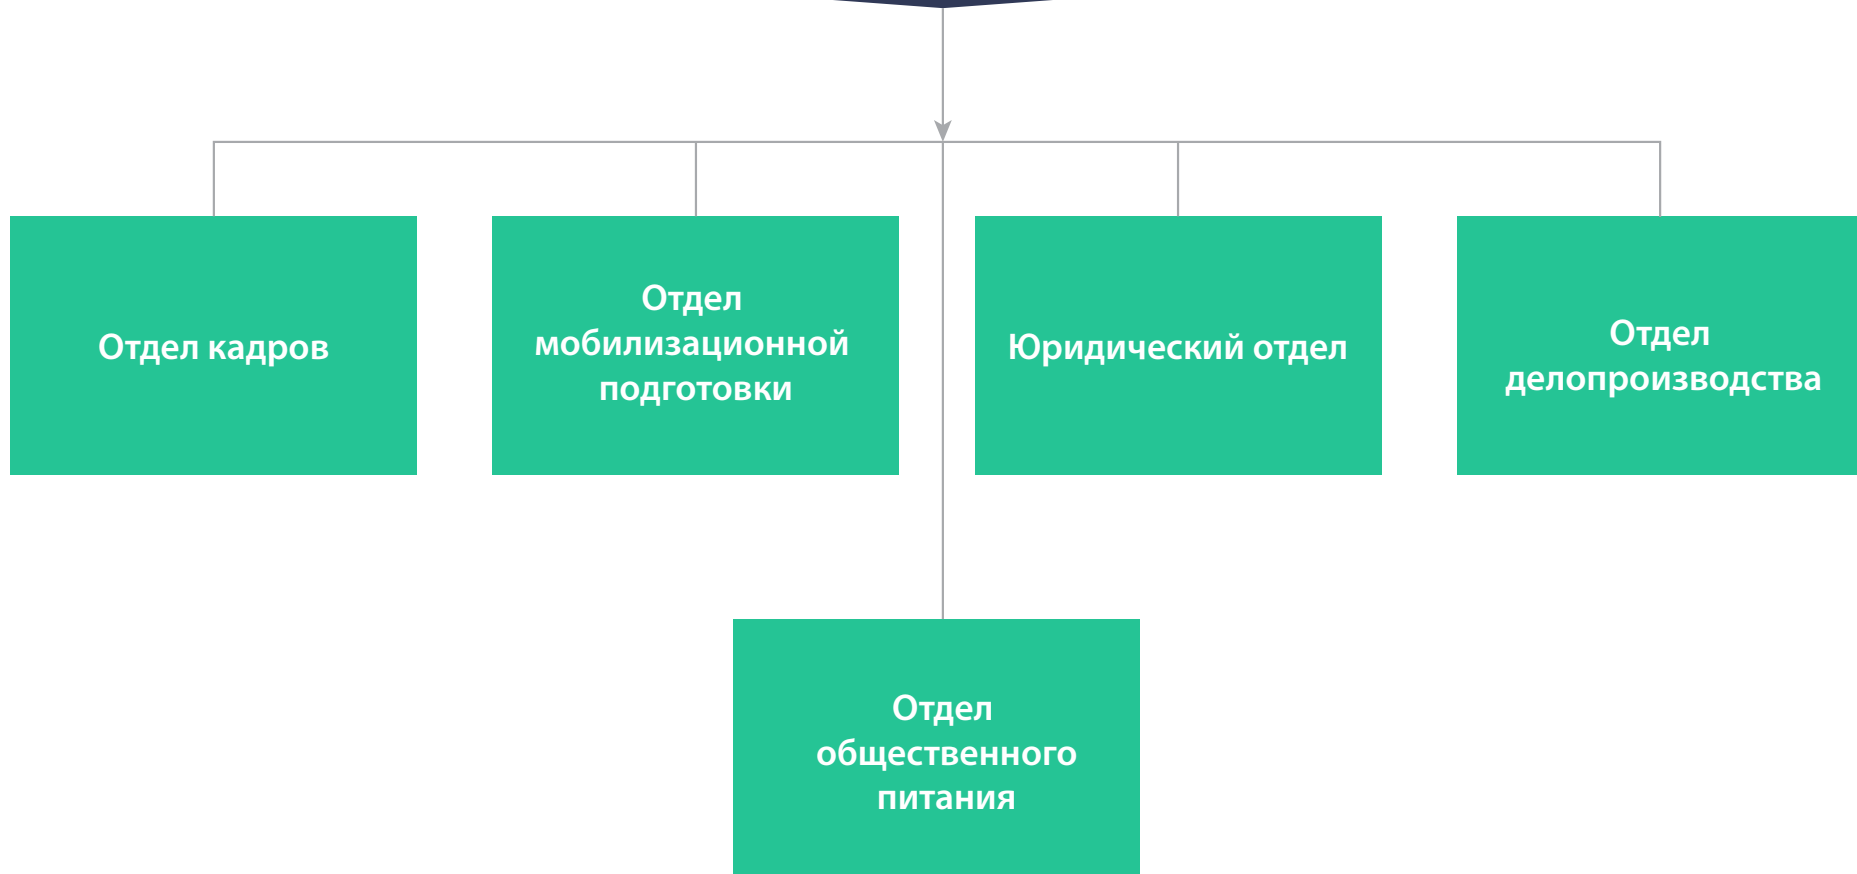 Отдел кадров
Отдел
мобилизационной
подготовки
Юридический отдел
Отдел
делопроизводства
Отдел
общественного
питания